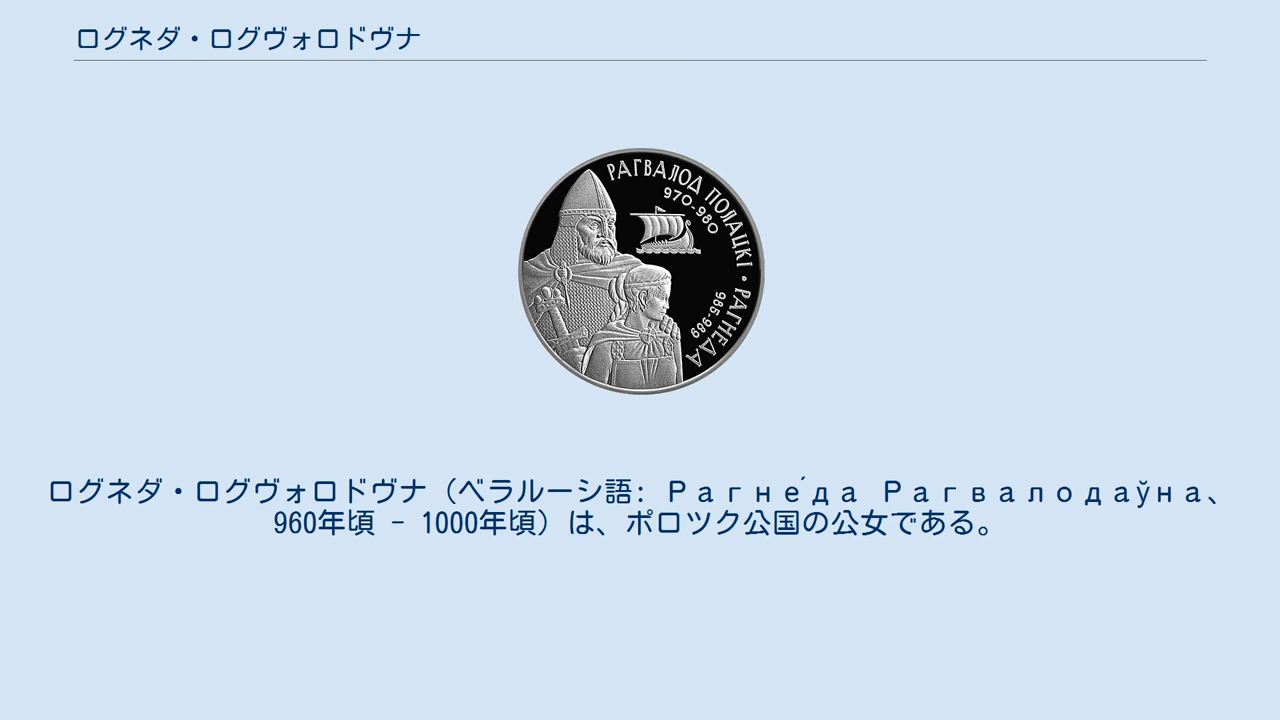 ログネダ・ログヴォロドヴナ
РАГВАЛОД ПОЛАЦКІ • РАГНЕДА
970-980
985-989
ログネダ・ログヴォロドヴナ（ベラルーシ語: Рагне́да Рагвалодаўна、
960年頃 - 1000年頃）は、ポロツク公国の公女である。